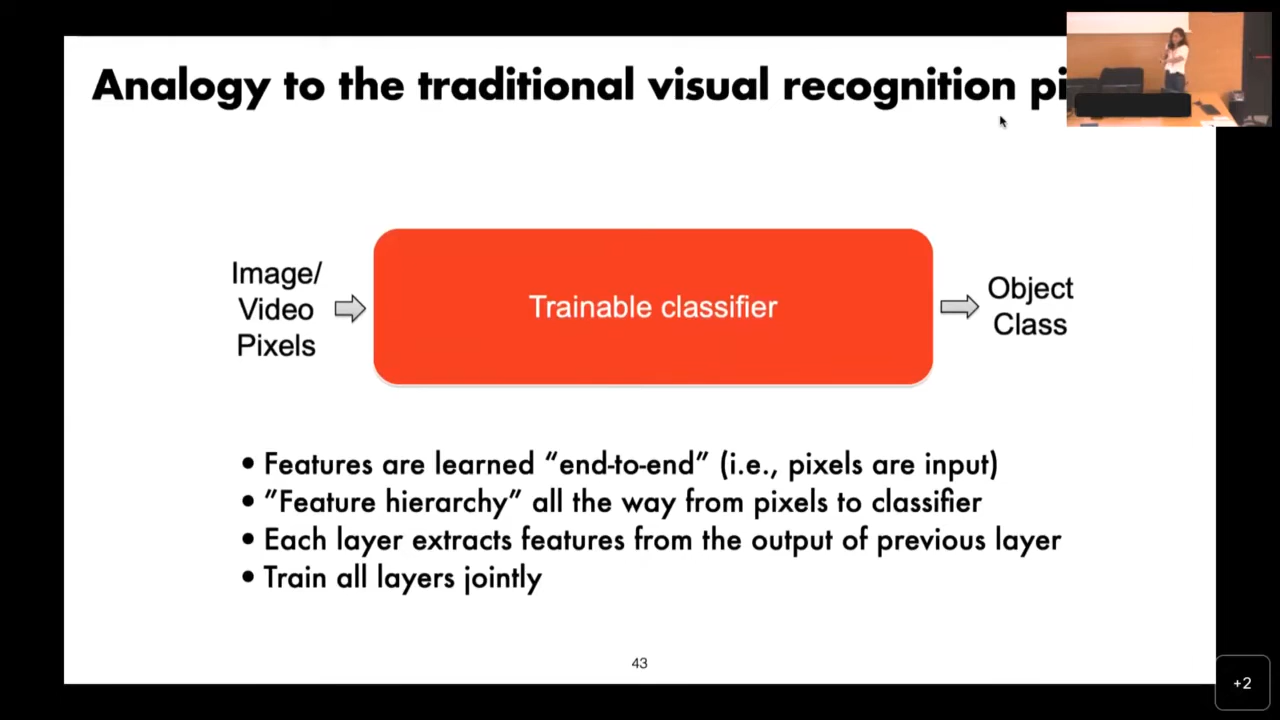 Analogy to the traditional visual recognition pi
Image/
Video
Pixels
Trainable classifier
Object
Class
• Features are learned “end-to-end” (i.e., pixels are input)
• ”Feature hierarchy” all the way from pixels to classifier
• Each layer extracts features from the output of previous layer
• Train all layers jointly
43
+2